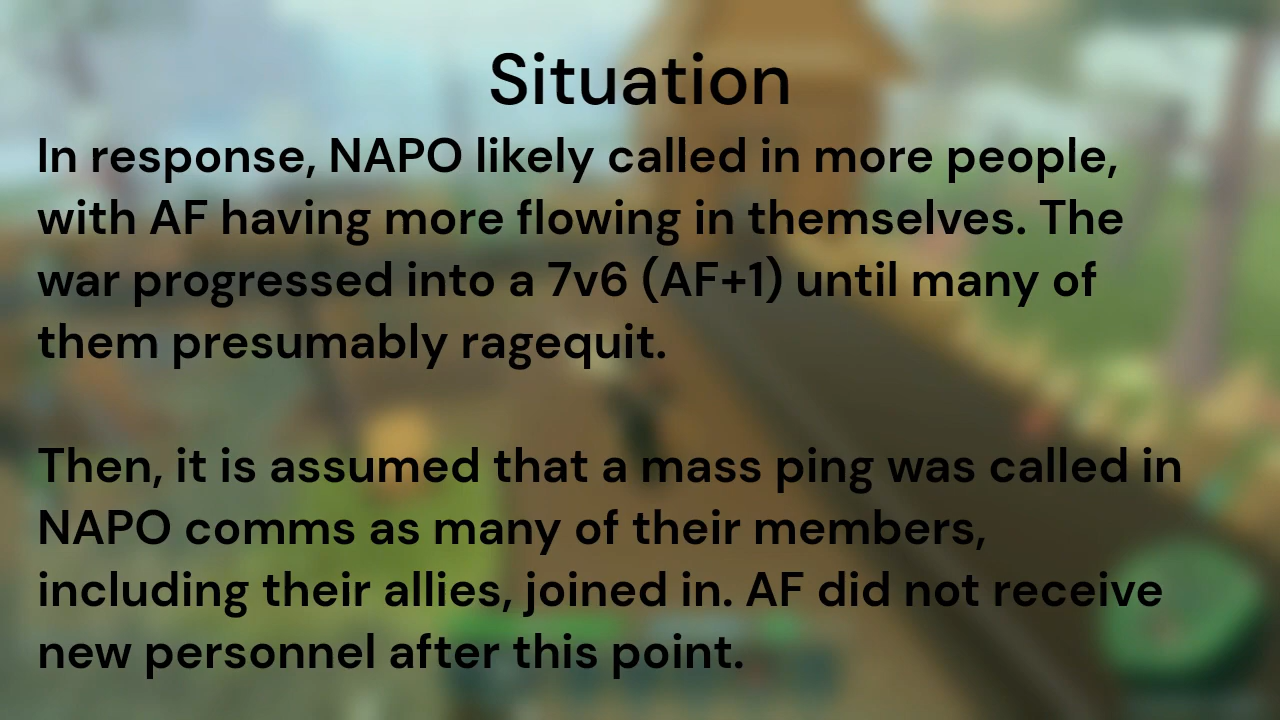 Situation
In response, NAPO likely called in more people,
with AF having more flowing in themselves. The
war progressed into a 7v6 (AF+1) until many of
them presumably ragequit.
Then, it is assumed that a mass ping was called in
NAPO comms as many of their members,
including their allies, joined in. AF did not receive
new personnel after this point.